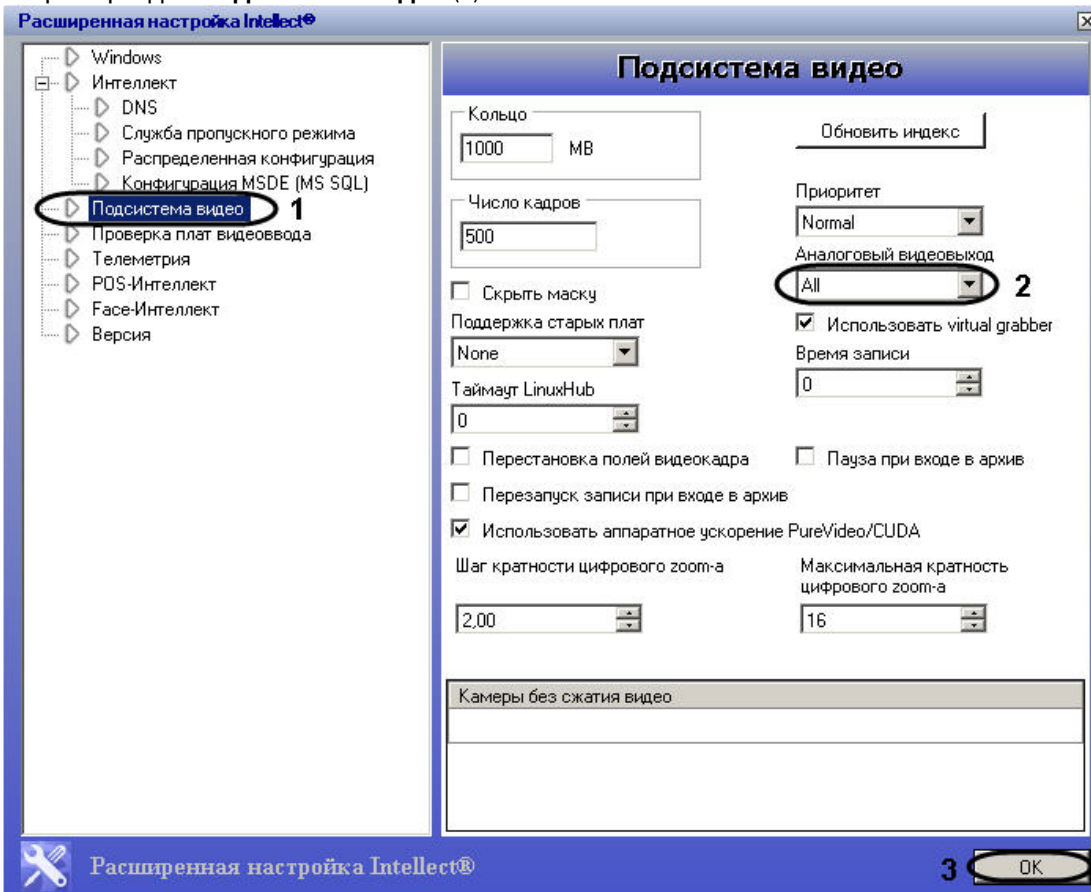 Расширенная настройка Intellect®
Windows
Интеллект
DNS
Служба пропускного режима
Распределенная конфигурация
Конфигурация MSDE (MS SQL)
Подсистема видео 1
Проверка плат видеоввода
Телеметрия
POS-Интеллект
Face-Интеллект
Версия
Подсистема видео
Кольцо
1000 MB
Обновить индекс
Число кадров
500
Приоритет
Normal
Аналоговый видеовыход
All 2
Скрыть маску
Использовать virtual grabber
Поддержка старых плат
None
Время записи
0
Таймаут LinuxHub
0
Перестановка полей видеокадра
Пауза при входе в архив
Перезапуск записи при входе в архив
Использовать аппаратное ускорение PureVideo/CUDA
Шаг кратности цифрового zoom-а
2,00
Максимальная кратность
цифрового zoom-а
16
Камеры без сжатия видео
Расширенная настройка Intellect®
3 OK